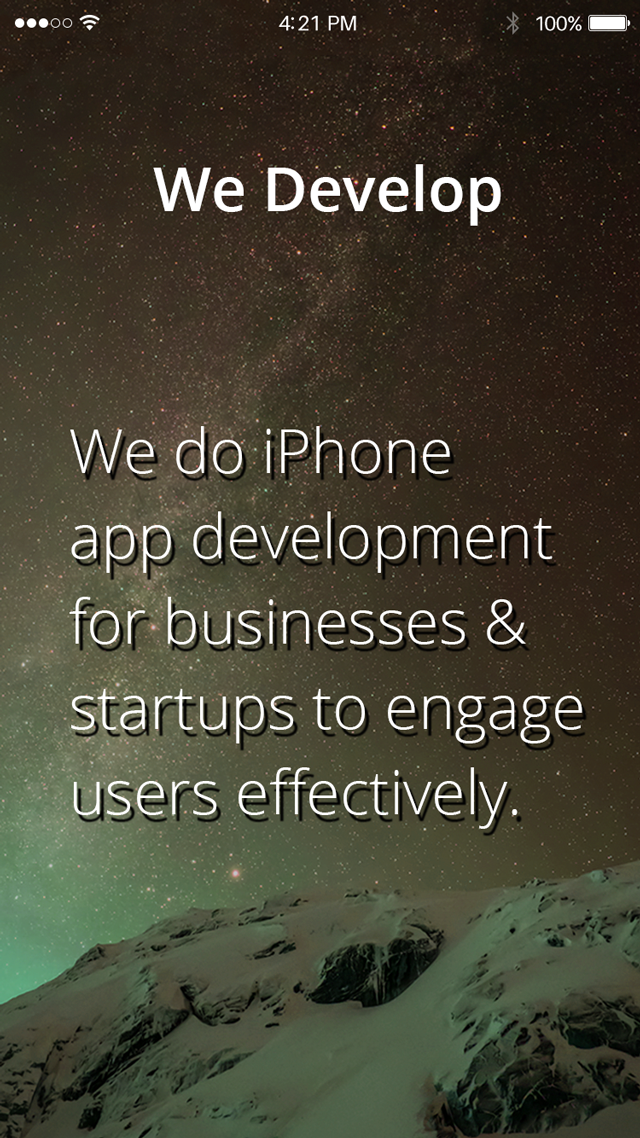 4:21 PM 100%
We Develop
We do iPhone
app development
for businesses &
startups to engage
users effectively.